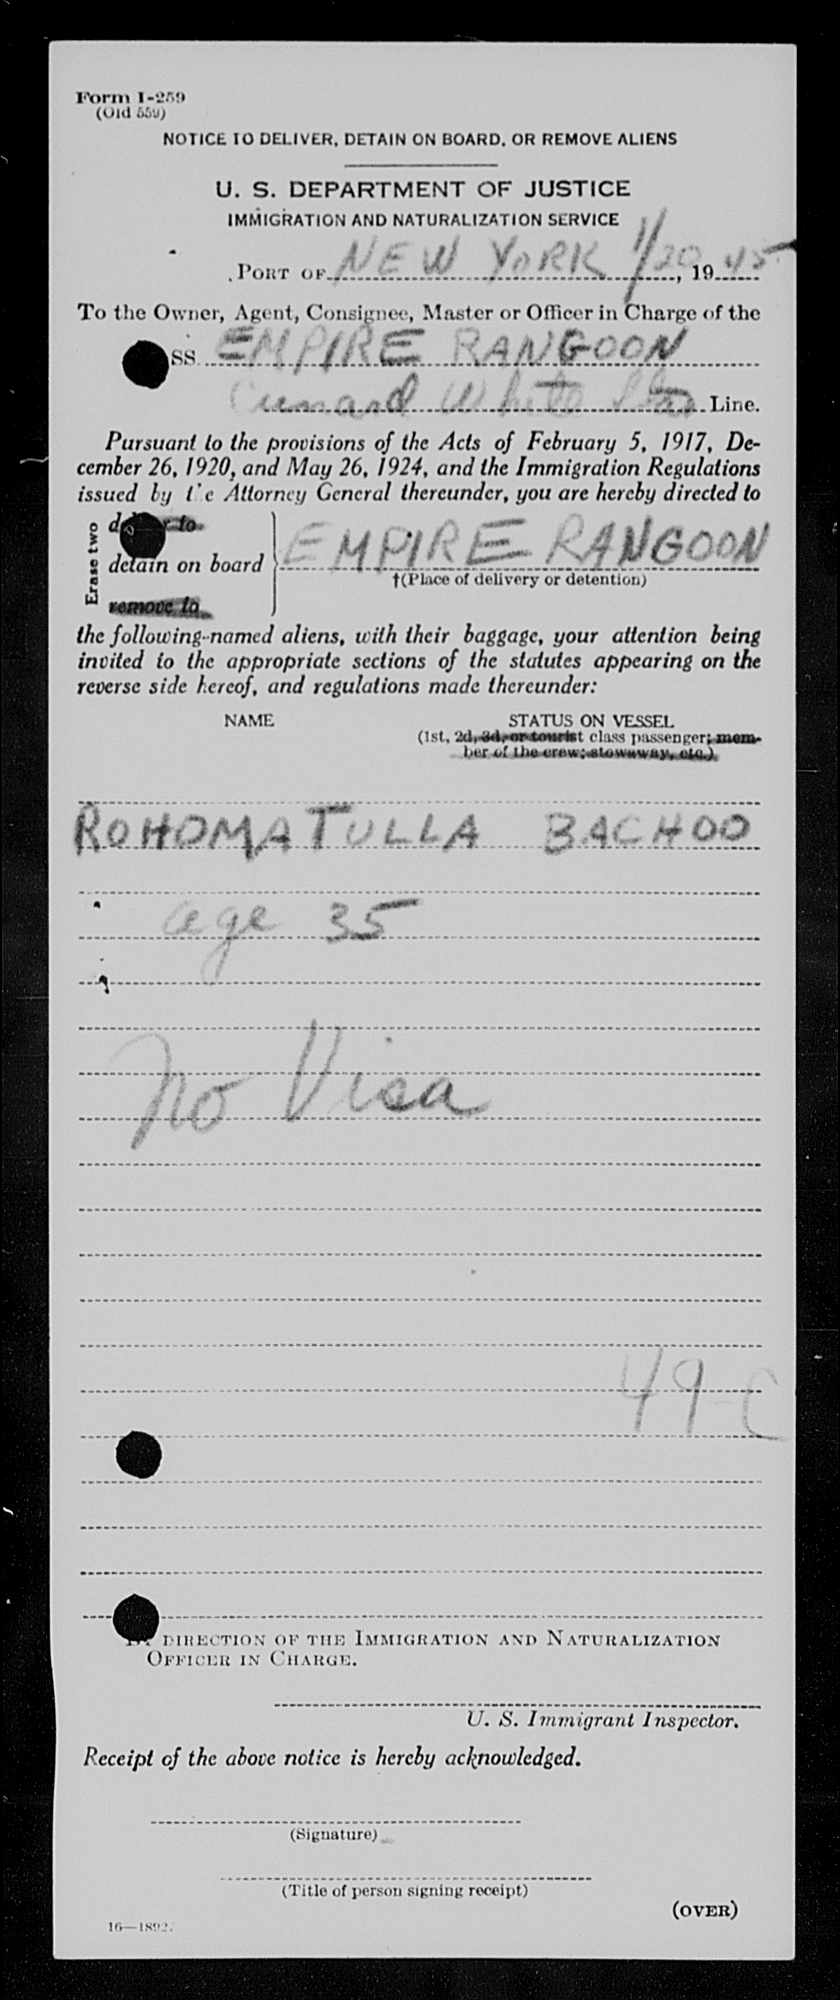 Form I-259
(Old 559)
NOTICE TO DELIVER, DETAIN ON BOARD, OR REMOVE ALIENS
U. S. DEPARTMENT OF JUSTICE
IMMIGRATION AND NATURALIZATION SERVICE
PORT OF NEW YORK 1/20, 1945
To the Owner, Agent, Consignee, Master or Officer in Charge of the
SS. EMPIRE RANGOON
Cunard White Star Line.
Pursuant to the provisions of the Acts of February 5, 1917, De-
cember 26, 1920, and May 26, 1924, and the Immigration Regulations
issued by the Attorney General thereunder, you are hereby directed to
Erase two
deliver to
detain on board EMPIRE RANGOON
†(Place of delivery or detention)
remove to
the following-named aliens, with their baggage, your attention being
invited to the appropriate sections of the statutes appearing on the
reverse side hereof, and regulations made thereunder:
NAME STATUS ON VESSEL
(1st, 2d, 3d, or tourist class passenger; mem-
ber of the crew; stowaway, etc.)
ROHOMATULLA BACHOO
age 35
No Visa
49-C
DIRECTION OF THE IMMIGRATION AND NATURALIZATION
OFFICER IN CHARGE.
U. S. Immigrant Inspector.
Receipt of the above notice is hereby acknowledged.
(Signature)
(Title of person signing receipt)
(OVER)
16—1892